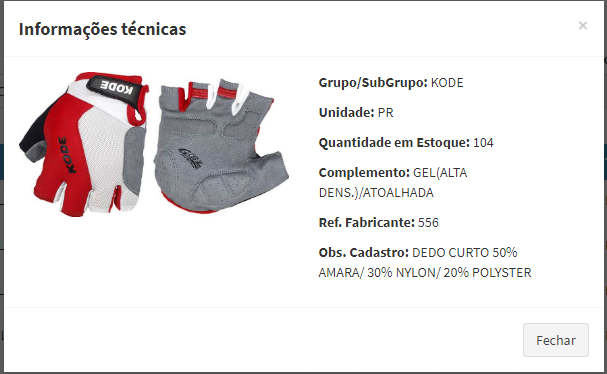 Informações técnicas
×
KODE
KODE
GEL
Grupo/SubGrupo: KODE
Unidade: PR
Quantidade em Estoque: 104
Complemento: GEL(ALTA
DENS.)/ATOALHADA
Ref. Fabricante: 556
Obs. Cadastro: DEDO CURTO 50%
AMARA/ 30% NYLON/ 20% POLYSTER
Fechar